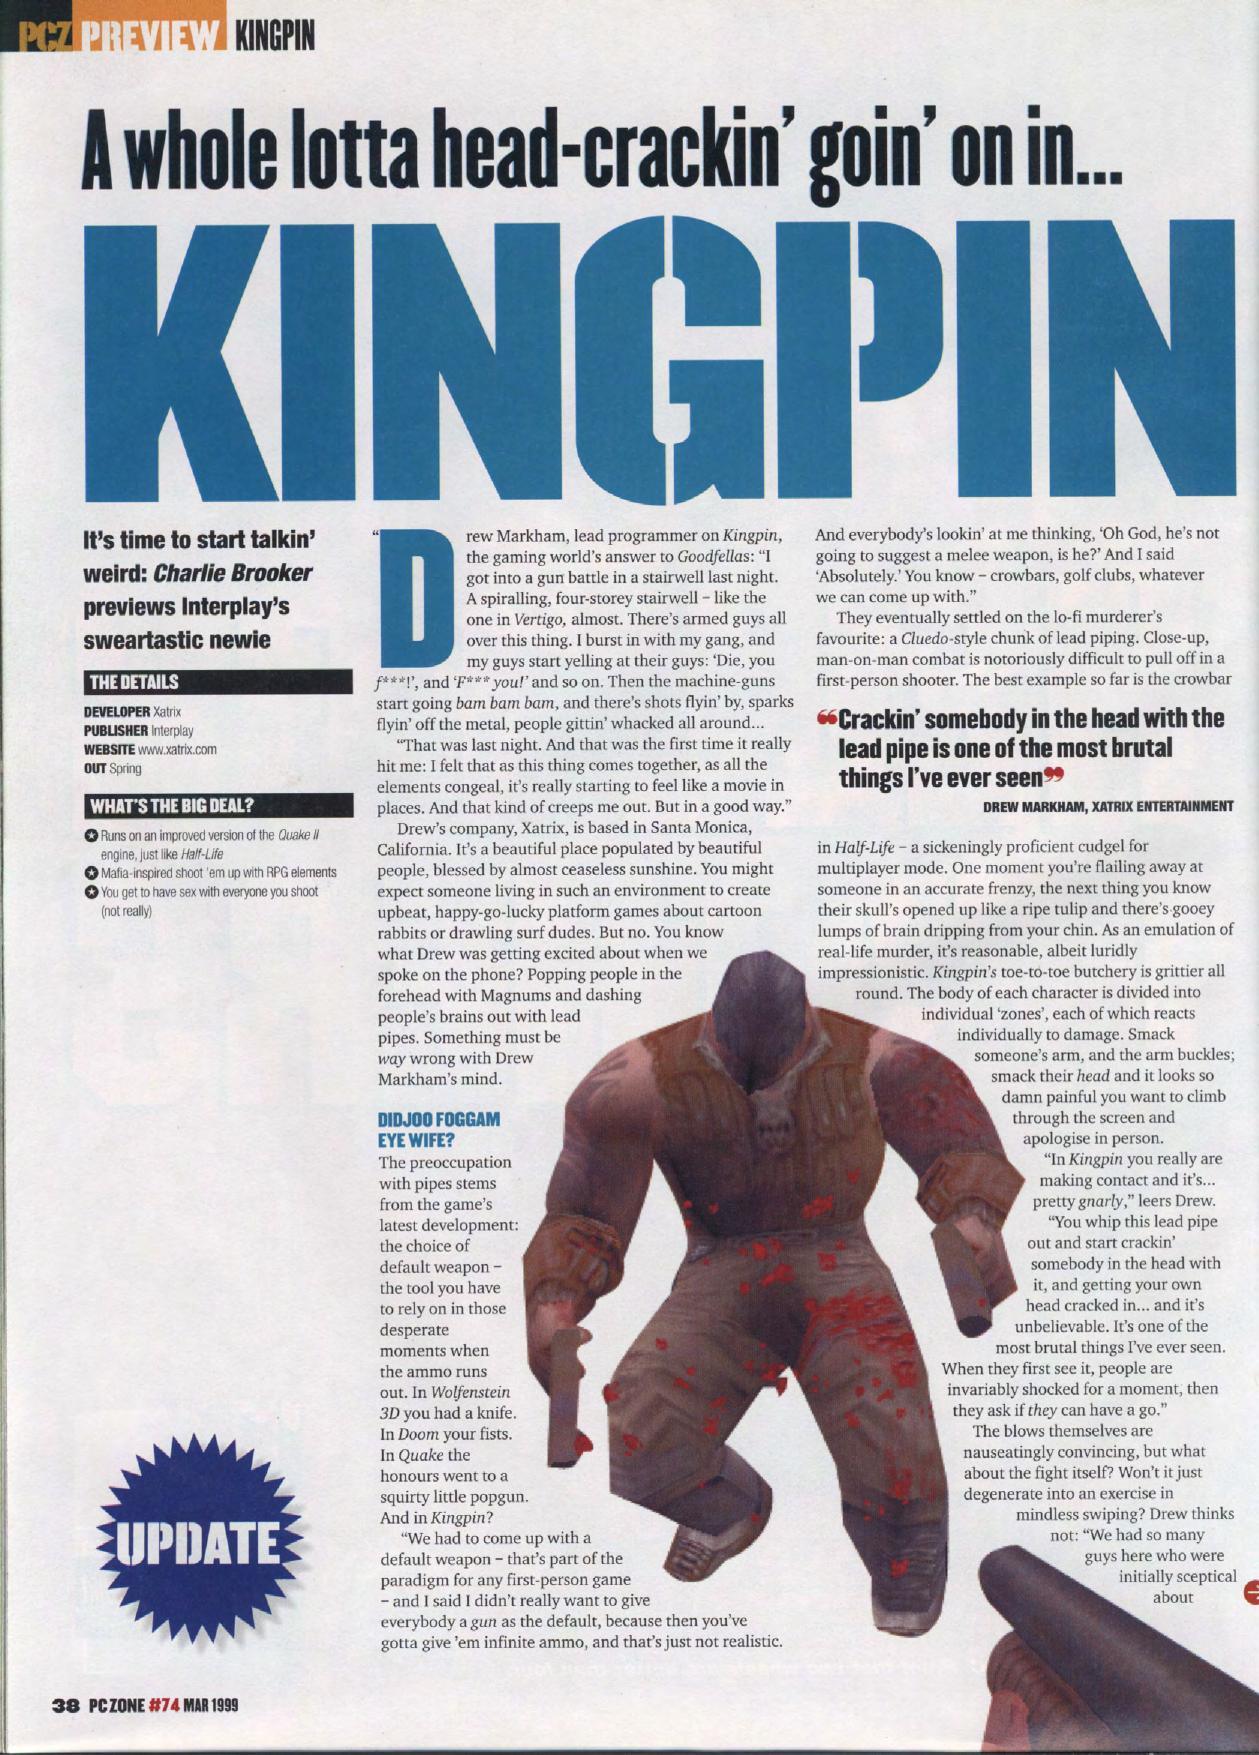 PCZ PREVIEW KINGPIN
A whole lotta head-crackin' goin' on in...
KINGPIN
It's time to start talkin'
weird: Charlie Brooker
previews Interplay's
sweartastic newie
THE DETAILS
DEVELOPER Xatrix
PUBLISHER Interplay
WEBSITE www.xatrix.com
OUT Spring
WHAT'S THE BIG DEAL?
Runs on an improved version of the Quake II
engine, just like Half-Life
Mafia-inspired shoot 'em up with RPG elements
You get to have sex with everyone you shoot
(not really)
UPDATE
"Drew Markham, lead programmer on Kingpin,
the gaming world's answer to Goodfellas: "I
got into a gun battle in a stairwell last night.
A spiralling, four-storey stairwell – like the
one in Vertigo, almost. There's armed guys all
over this thing. I burst in with my gang, and
my guys start yelling at their guys: 'Die, you
f***!', and 'F*** you!' and so on. Then the machine-guns
start going bam bam bam, and there's shots flyin' by, sparks
flyin' off the metal, people gittin' whacked all around...
"That was last night. And that was the first time it really
hit me: I felt that as this thing comes together, as all the
elements congeal, it's really starting to feel like a movie in
places. And that kind of creeps me out. But in a good way."
Drew's company, Xatrix, is based in Santa Monica,
California. It's a beautiful place populated by beautiful
people, blessed by almost ceaseless sunshine. You might
expect someone living in such an environment to create
upbeat, happy-go-lucky platform games about cartoon
rabbits or drawling surf dudes. But no. You know
what Drew was getting excited about when we
spoke on the phone? Popping people in the
forehead with Magnums and dashing
people's brains out with lead
pipes. Something must be
way wrong with Drew
Markham's mind.
DIDJOO FOGGAM
EYE WIFE?
The preoccupation
with pipes stems
from the game's
latest development:
the choice of
default weapon –
the tool you have
to rely on in those
desperate
moments when
the ammo runs
out. In Wolfenstein
3D you had a knife.
In Doom your fists.
In Quake the
honours went to a
squirty little popgun.
And in Kingpin?
"We had to come up with a
default weapon – that's part of the
paradigm for any first-person game
– and I said I didn't really want to give
everybody a gun as the default, because then you've
gotta give 'em infinite ammo, and that's just not realistic.
And everybody's lookin' at me thinking, 'Oh God, he's not
going to suggest a melee weapon, is he?' And I said
'Absolutely.' You know – crowbars, golf clubs, whatever
we can come up with."
They eventually settled on the lo-fi murderer's
favourite: a Cluedo-style chunk of lead piping. Close-up,
man-on-man combat is notoriously difficult to pull off in a
first-person shooter. The best example so far is the crowbar
"Crackin' somebody in the head with the
lead pipe is one of the most brutal
things I've ever seen"
DREW MARKHAM, XATRIX ENTERTAINMENT
in Half-Life – a sickeningly proficient cudgel for
multiplayer mode. One moment you're flailing away at
someone in an accurate frenzy, the next thing you know
their skull's opened up like a ripe tulip and there's gooey
lumps of brain dripping from your chin. As an emulation of
real-life murder, it's reasonable, albeit luridly
impressionistic. Kingpin's toe-to-toe butchery is grittier all
round. The body of each character is divided into
individual 'zones', each of which reacts
individually to damage. Smack
someone's arm, and the arm buckles;
smack their head and it looks so
damn painful you want to climb
through the screen and
apologise in person.
"In Kingpin you really are
making contact and it's...
pretty gnarly," leers Drew.
"You whip this lead pipe
out and start crackin'
somebody in the head with
it, and getting your own
head cracked in... and it's
unbelievable. It's one of the
most brutal things I've ever seen.
When they first see it, people are
invariably shocked for a moment, then
they ask if they can have a go."
The blows themselves are
nauseatingly convincing, but what
about the fight itself? Won't it just
degenerate into an exercise in
mindless swiping? Drew thinks
not: "We had so many
guys here who were
initially sceptical
about
38 PC ZONE #74 MAR 1999